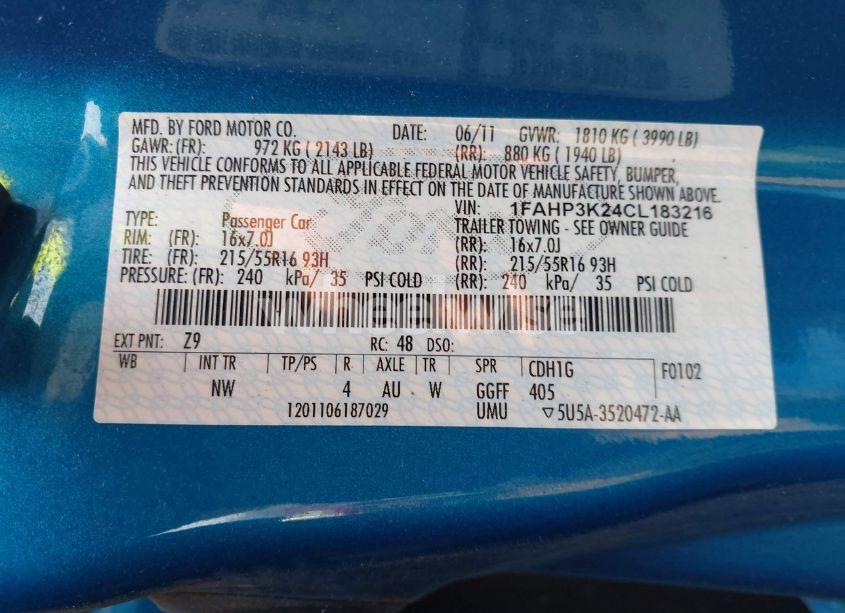 MFD. BY FORD MOTOR CO. DATE: 06/11 GVWR: 1810 KG ( 3990 LB)
GAWR: (FR): 972 KG ( 2143 LB) (RR): 880 KG ( 1940 LB)
THIS VEHICLE CONFORMS TO ALL APPLICABLE FEDERAL MOTOR VEHICLE SAFETY, BUMPER,
AND THEFT PREVENTION STANDARDS IN EFFECT ON THE DATE OF MANUFACTURE SHOWN ABOVE.
VIN: 1FAHP3K24CL183216
TYPE: Passenger Car TRAILER TOWING - SEE OWNER GUIDE
RIM: (FR): 16x7.0J (RR): 16x7.0J
TIRE: (FR): 215/55R16 93H (RR): 215/55R16 93H
PRESSURE: (FR): 240 kPa/ 35 PSI COLD (RR): 240 kPa/ 35 PSI COLD
EXT PNT: Z9 RC: 48 DSO:
WB INT TR TP/PS R AXLE TR SPR CDH1G F0102
NW 4 AU W GGFF 405
1201106187029 UMU ▽5U5A-3520472-AA